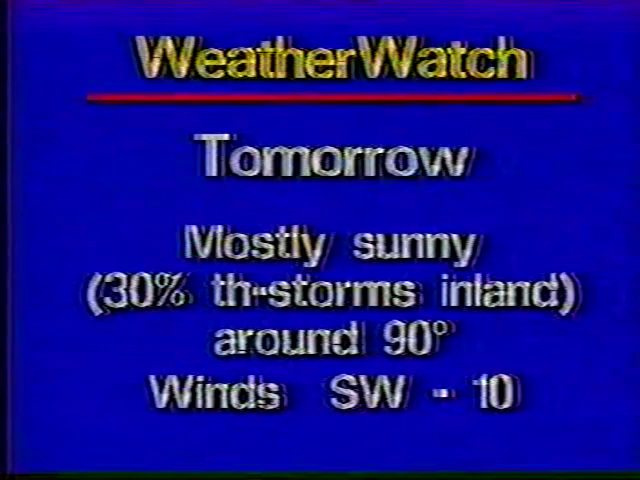 WeatherWatch
Tomorrow
Mostly sunny
(30% th-storms inland)
around 90°
Winds SW - 10